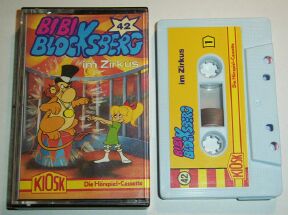 BIBI
BLOCKSBERG
42
im Zirkus
KIOSK
Die Hörspiel-Cassette
im Zirkus
1
BIBI
BLOCKSBERG
42
KIOSK
Die Hörspiel-Cassette